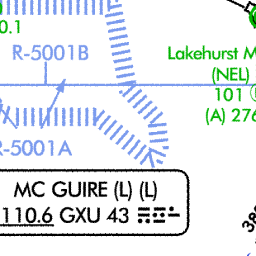 0.1
R-5001B
Lakehurst M
(NEL)
101
(A) 276
R-5001A
MC GUIRE (L) (L)
110.6 GXU 43